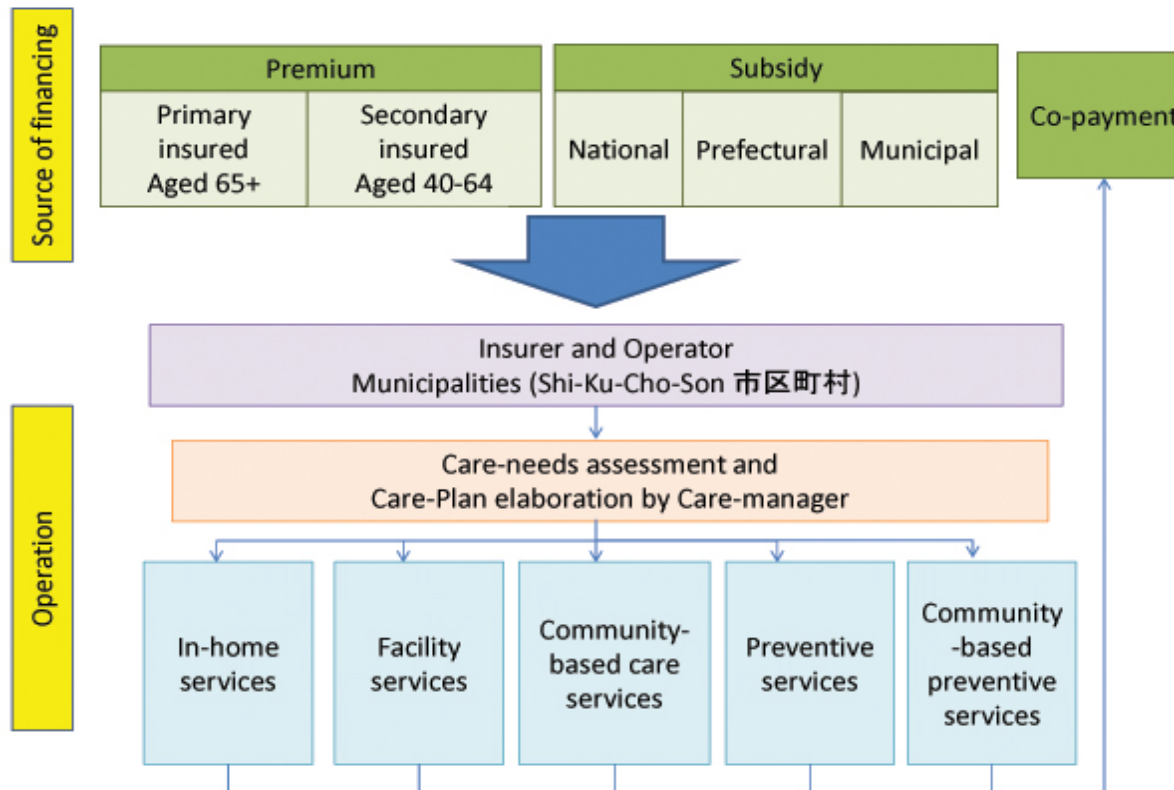 Source of financing
Premium
Primary
insured
Aged 65+
Secondary
insured
Aged 40-64
Subsidy
National
Prefectural
Municipal
Co-payment
Insurer and Operator
Municipalities (Shi-Ku-Cho-Son 市区町村)
Operation
Care-needs assessment and
Care-Plan elaboration by Care-manager
In-home
services
Facility
services
Community-
based care
services
Preventive
services
Community
-based
preventive
services